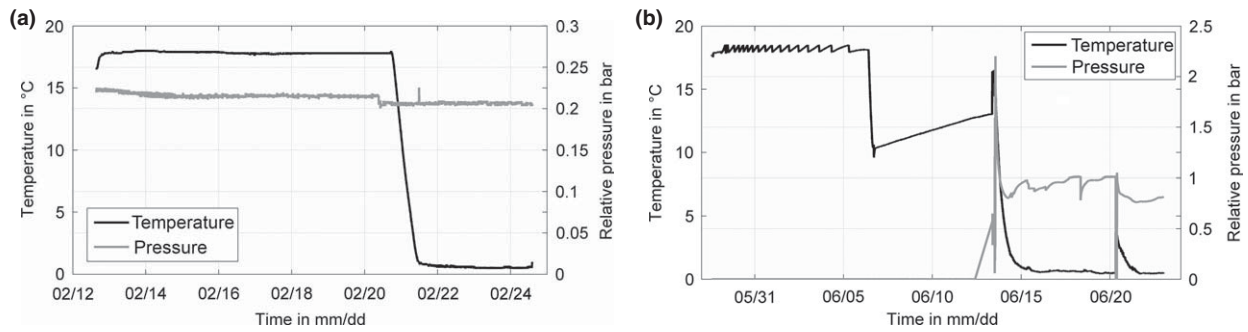 (a)
20
15
10
5
0
Temperature in °C
0.3
0.25
0.2
0.15
0.1
0.05
0
Relative pressure in bar
Temperature
Pressure
02/12 02/14 02/16 02/18 02/20 02/22 02/24
Time in mm/dd
(b)
20
15
10
5
0
Temperature in °C
2.5
2
1.5
1
0.5
0
Relative pressure in bar
Temperature
Pressure
05/31 06/05 06/10 06/15 06/20
Time in mm/dd